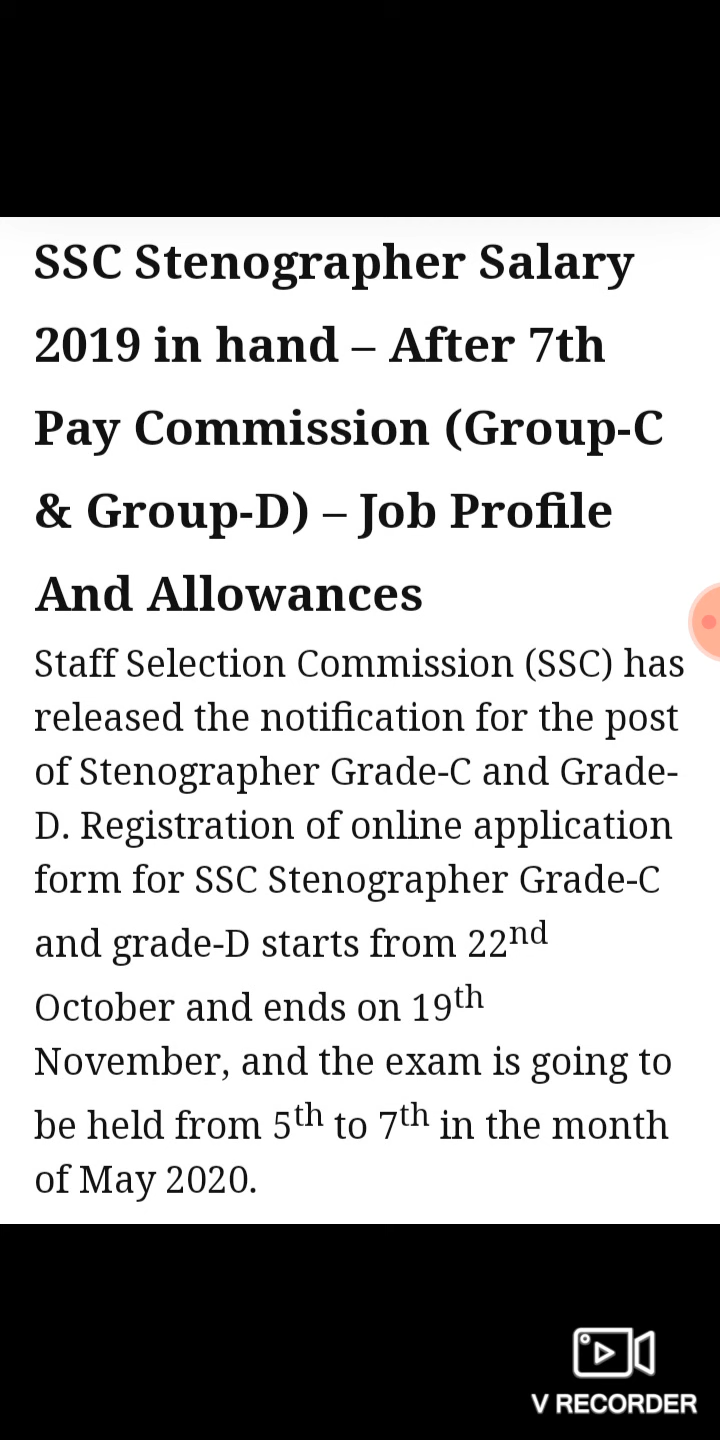 SSC Stenographer Salary
2019 in hand – After 7th
Pay Commission (Group-C
& Group-D) – Job Profile
And Allowances
Staff Selection Commission (SSC) has
released the notification for the post
of Stenographer Grade-C and Grade-
D. Registration of online application
form for SSC Stenographer Grade-C
and grade-D starts from 22nd
October and ends on 19th
November, and the exam is going to
be held from 5th to 7th in the month
of May 2020.
V RECORDER